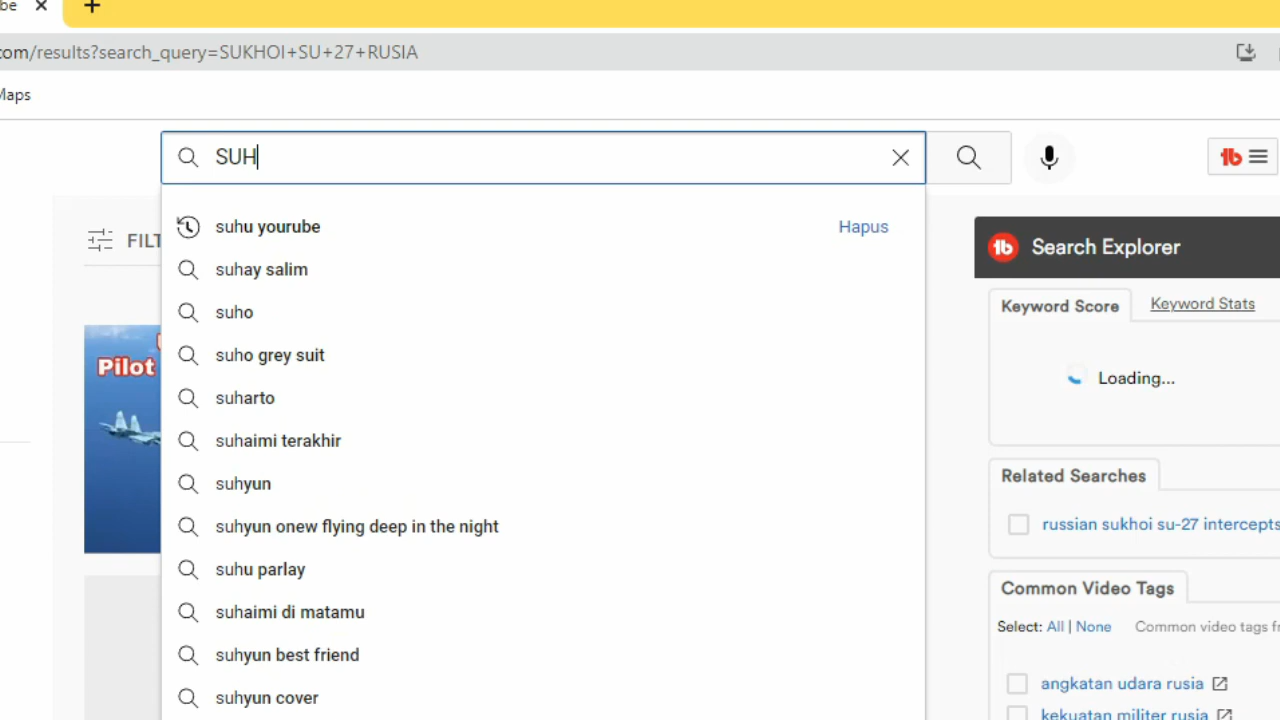 be
com/results?search_query=SUKHOI+SU+27+RUSIA
Maps
SUH
FILT
suhu yourube Hapus
suhay salim
suho
suho grey suit
suharto
suhaimi terakhir
suhyun
suhyun onew flying deep in the night
suhu parlay
suhaimi di matamu
suhyun best friend
suhyun cover
Pilot
Search Explorer
Keyword Score Keyword Stats
Loading...
Related Searches
russian sukhoi su-27 intercepts
Common Video Tags
Select: All | None Common video tags fr
angkatan udara rusia
kekuatan militer rusia